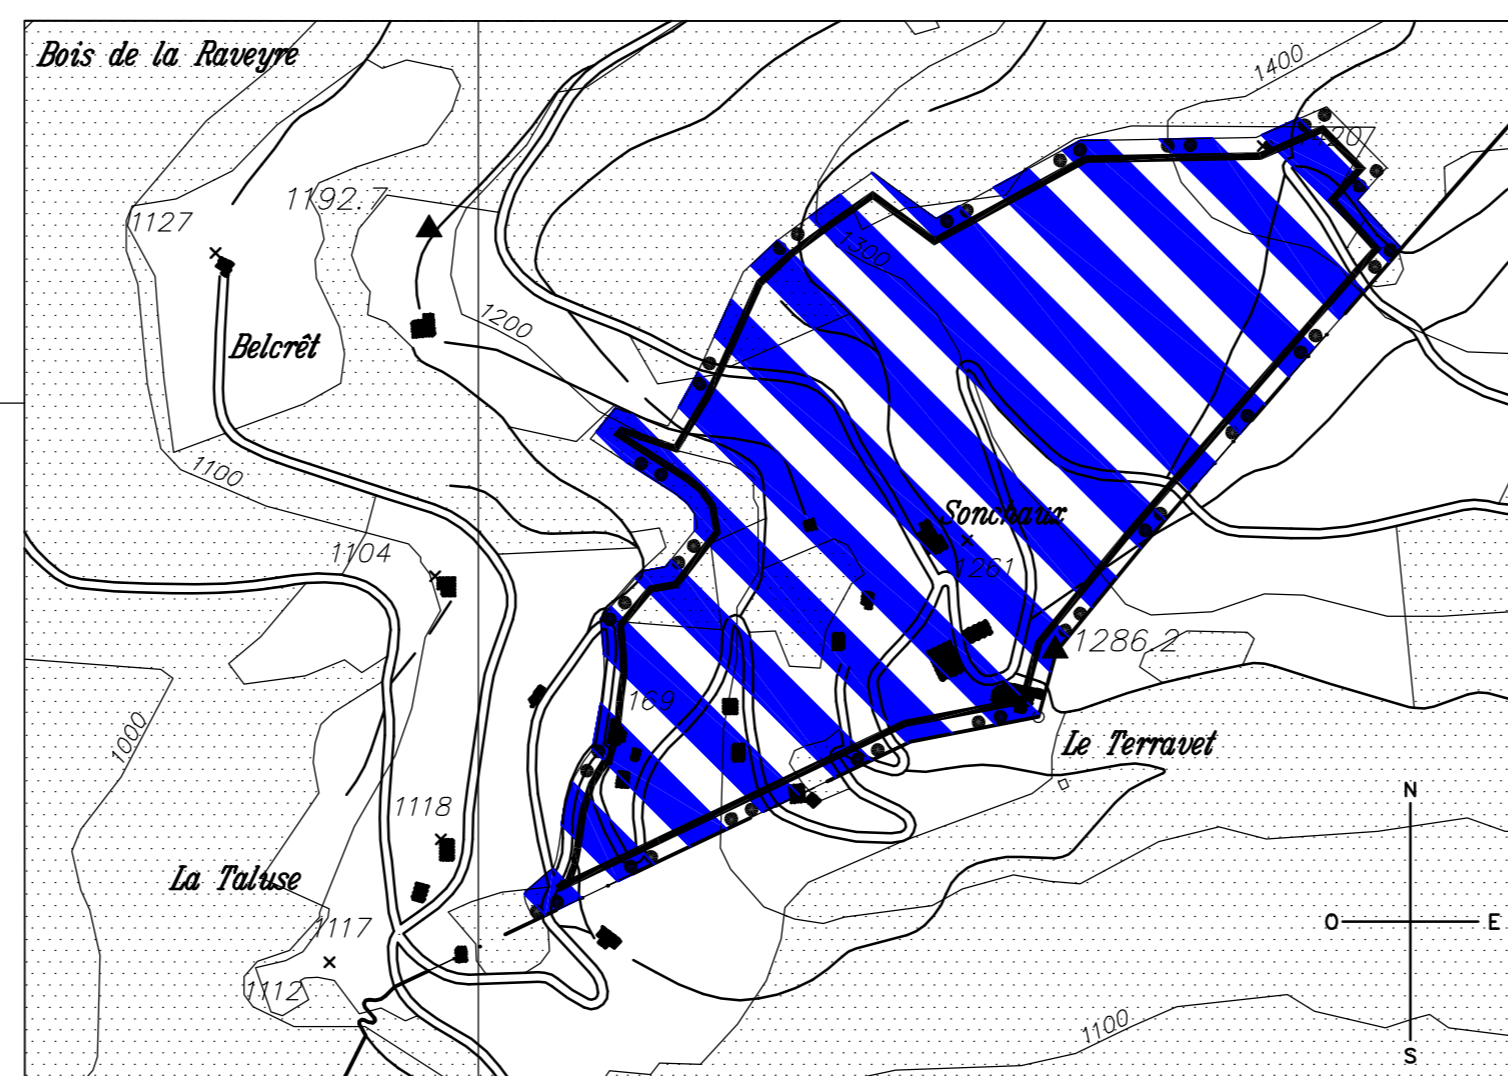 Bois de la Raveyre
1400
1192.7
1127
1300
1200
Belcrêt
1100
Sonchaux
1104
1261
1286.2
169
1000
Le Terravet
N
1118
La Taluse
O
E
1117
1112
1100
S